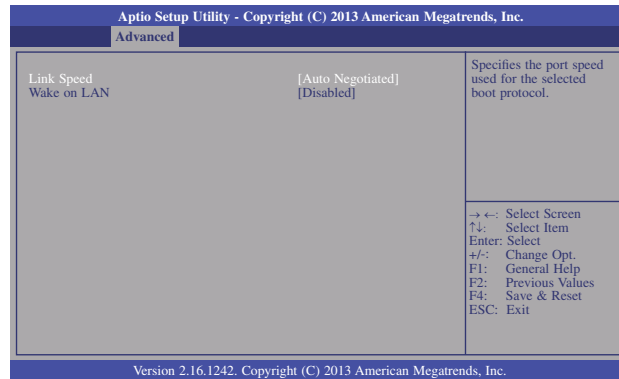 Aptio Setup Utility - Copyright (C) 2013 American Megatrends, Inc.
Advanced
Link Speed [Auto Negotiated]
Wake on LAN [Disabled]
Specifies the port speed
used for the selected
boot protocol.
→ ←: Select Screen
↑↓: Select Item
Enter: Select
+/-: Change Opt.
F1: General Help
F2: Previous Values
F4: Save & Reset
ESC: Exit
Version 2.16.1242. Copyright (C) 2013 American Megatrends, Inc.